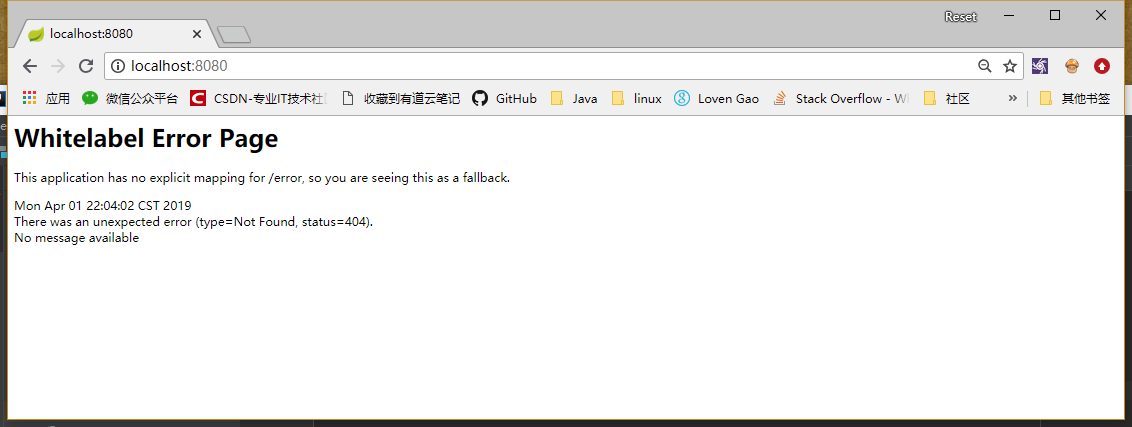 Reset
localhost:8080
localhost:8080
应用 微信公众平台 CSDN-专业IT技术社 收藏到有道云笔记 GitHub Java linux Loven Gao Stack Overflow - W 社区 » 其他书签
Whitelabel Error Page
This application has no explicit mapping for /error, so you are seeing this as a fallback.
Mon Apr 01 22:04:02 CST 2019
There was an unexpected error (type=Not Found, status=404).
No message available